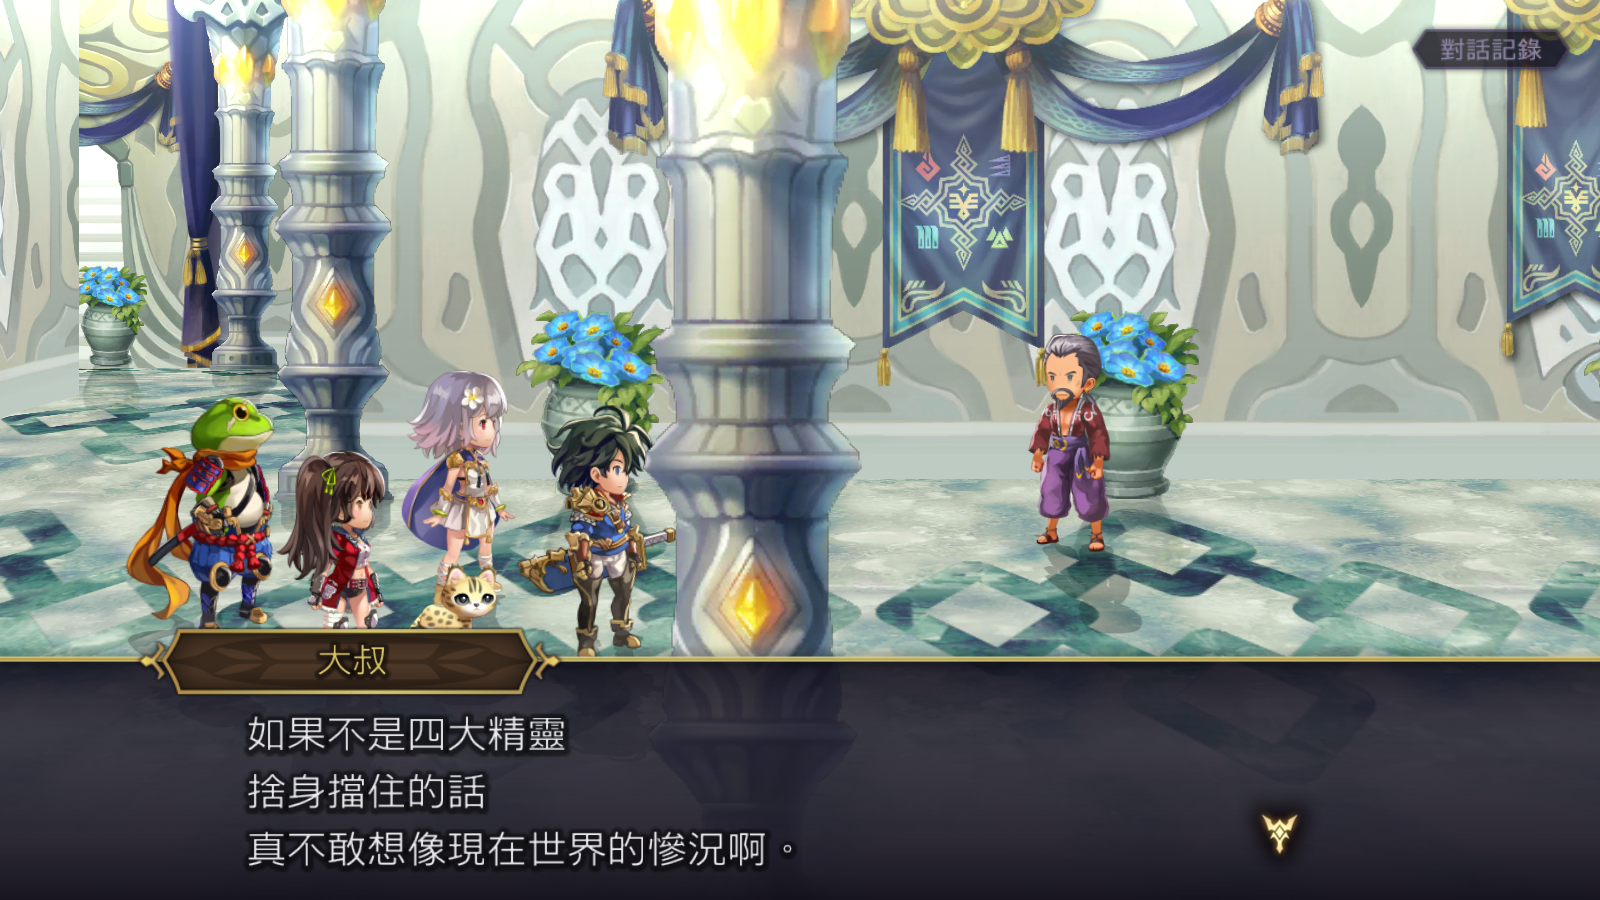 對話記錄
大叔
如果不是四大精靈
捨身擋住的話
真不敢想像現在世界的慘況啊。